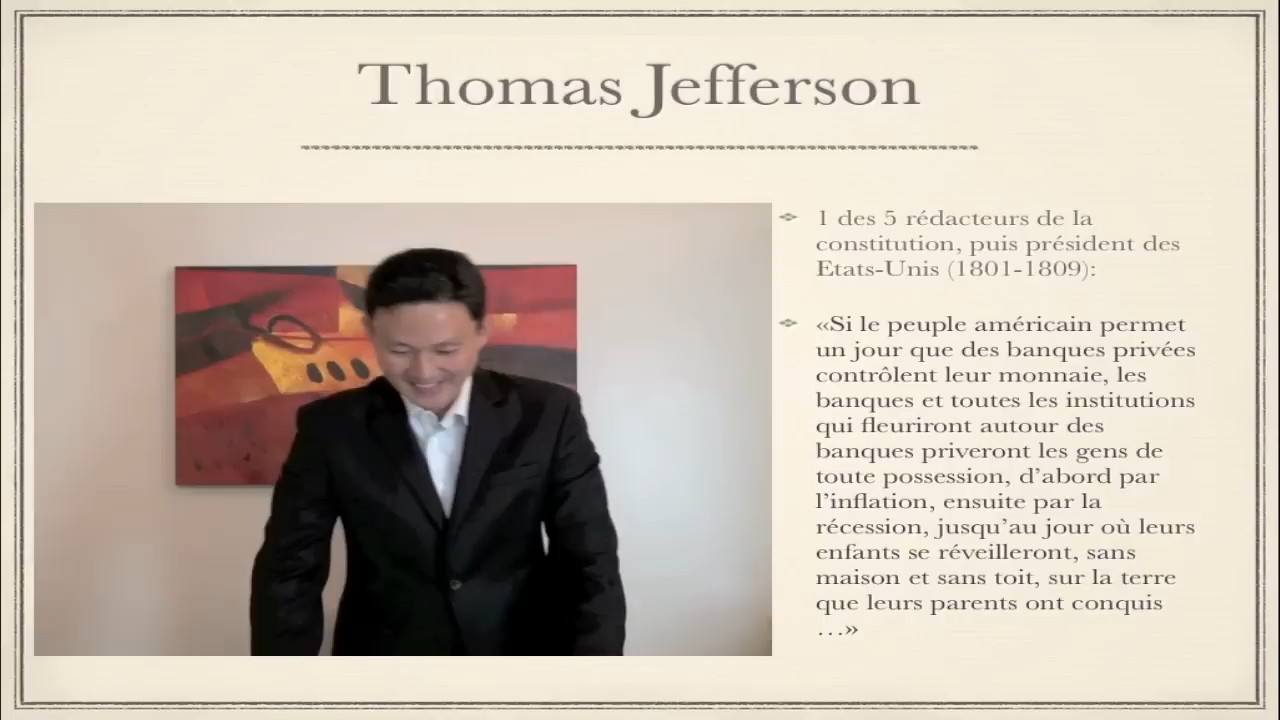 Thomas Jefferson
1 des 5 rédacteurs de la
constitution, puis président des
Etats-Unis (1801-1809):
«Si le peuple américain permet
un jour que des banques privées
contrôlent leur monnaie, les
banques et toutes les institutions
qui fleuriront autour des
banques priveront les gens de
toute possession, d’abord par
l’inflation, ensuite par la
récession, jusqu’au jour où leurs
enfants se réveilleront, sans
maison et sans toit, sur la terre
que leurs parents ont conquis
…»